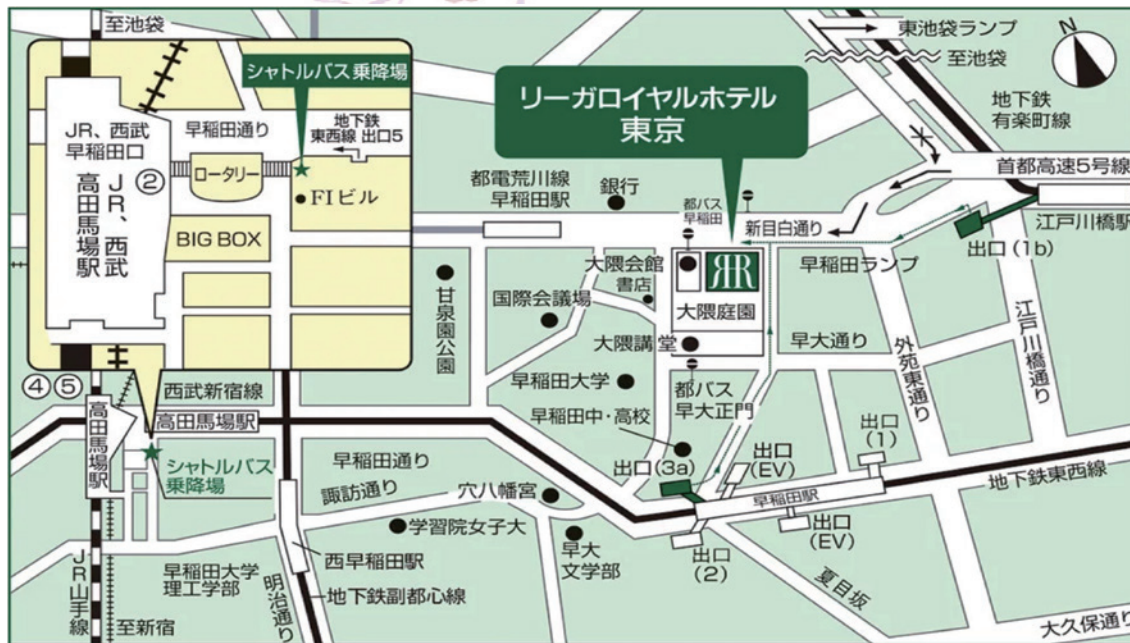 至池袋
シャトルバス乗降場
JR、西武
早稲田口
JR、西武
高田馬場駅
②
早稲田通り
地下鉄
東西線 出口5
ロータリー
FIビル
BIG BOX
④ ⑤
リーガロイヤルホテル
東京
東池袋ランプ
至池袋
N
地下鉄
有楽町線
首都高速5号線
江戸川橋駅
出口
(1b)
都電荒川線
早稲田駅
銀行
都バス
早稲田
新目白通り
早稲田ランプ
大隈会館
書店
RR
大隈庭園
国際会議場
甘泉園公園
大隈講堂
早大通り
外苑東通り
江戸川橋通り
早稲田大学
都バス
早大正門
早稲田中・高校
出口(3a)
出口
(EV)
出口
(1)
西武新宿線
高田馬場駅
高田馬場駅
シャトルバス
乗降場
早稲田通り
諏訪通り
穴八幡宮
早稲田駅
地下鉄東西線
学習院女子大
早大
文学部
出口
(2)
出口
(EV)
西早稲田駅
早稲田大学
理工学部
明治通り
地下鉄副都心線
JR山手線
至新宿
夏目坂
大久保通り